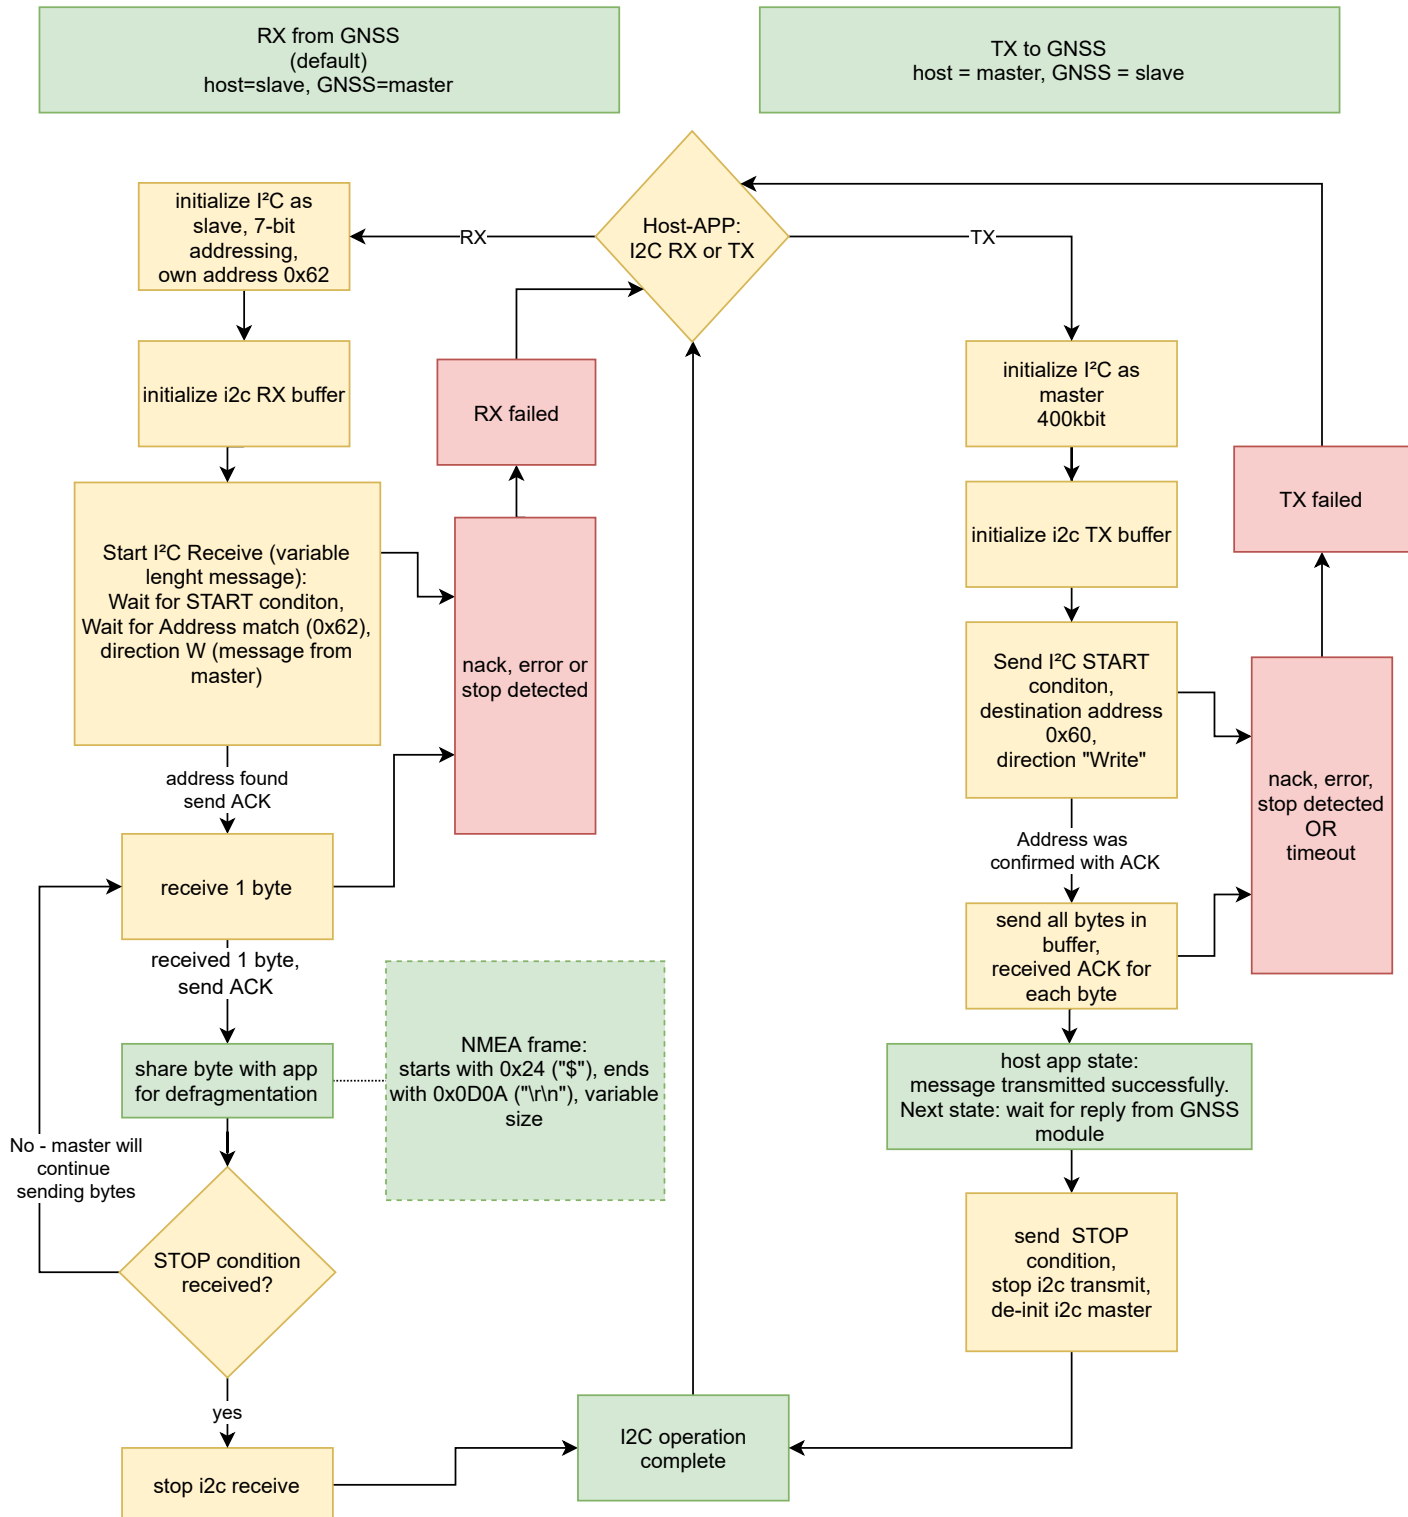 RX from GNSS
(default)
host=slave, GNSS=master
TX to GNSS
host = master, GNSS = slave
initialize I²C as
slave, 7-bit
addressing,
own address 0x62
RX
Host-APP:
I2C RX or TX
TX
initialize i2c RX buffer
RX failed
initialize I²C as
master
400kbit
TX failed
initialize i2c TX buffer
Start I²C Receive (variable
lenght message):
Wait for START conditon,
Wait for Address match (0x62),
direction W (message from
master)
nack, error or
stop detected
Send I²C START
conditon,
destination address
0x60,
direction "Write"
nack, error,
stop detected
OR
timeout
address found
send ACK
Address was
confirmed with ACK
receive 1 byte
send all bytes in
buffer,
received ACK for
each byte
received 1 byte,
send ACK
share byte with app
for defragmentation
NMEA frame:
starts with 0x24 ("$"), ends
with 0x0D0A ("\r\n"), variable
size
host app state:
message transmitted successfully.
Next state: wait for reply from GNSS
module
No - master will
continue
sending bytes
STOP condition
received?
send  STOP
condition,
stop i2c transmit,
de-init i2c master
yes
stop i2c receive
I2C operation
complete